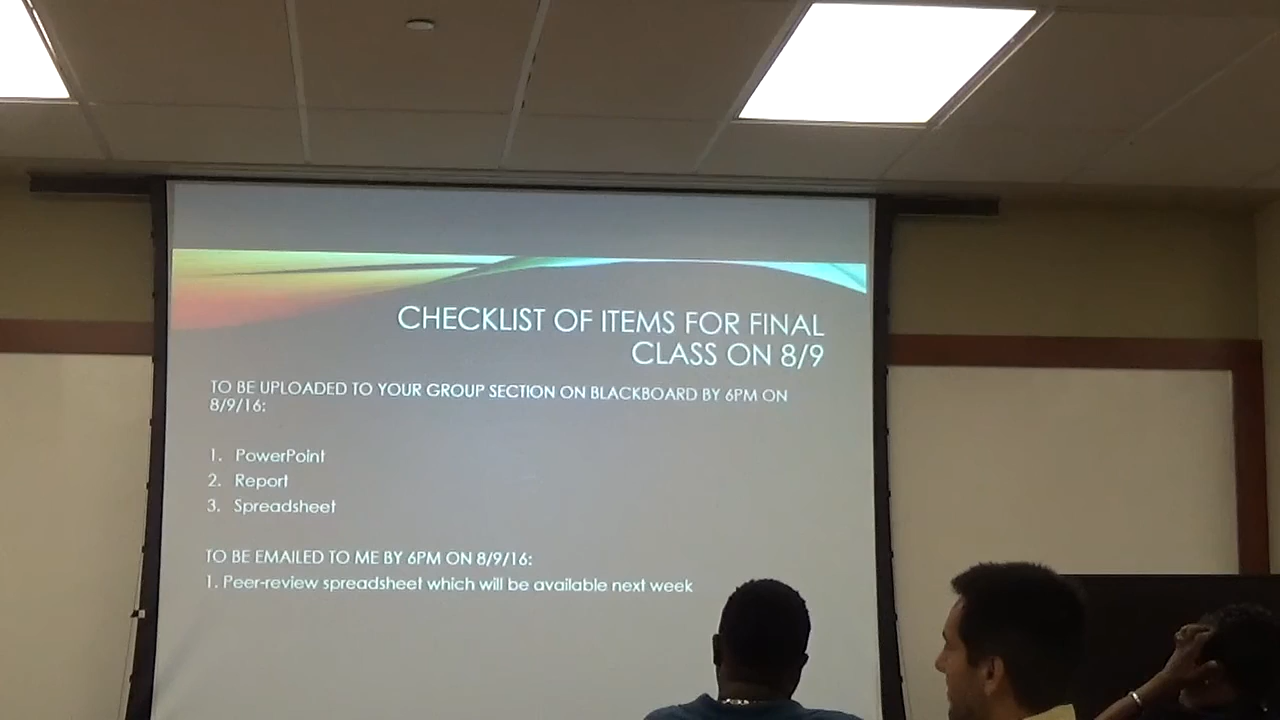 CHECKLIST OF ITEMS FOR FINAL
CLASS ON 8/9
TO BE UPLOADED TO YOUR GROUP SECTION ON BLACKBOARD BY 6PM ON
8/9/16:
1. PowerPoint
2. Report
3. Spreadsheet
TO BE EMAILED TO ME BY 6PM ON 8/9/16:
1. Peer-review spreadsheet which will be available next week